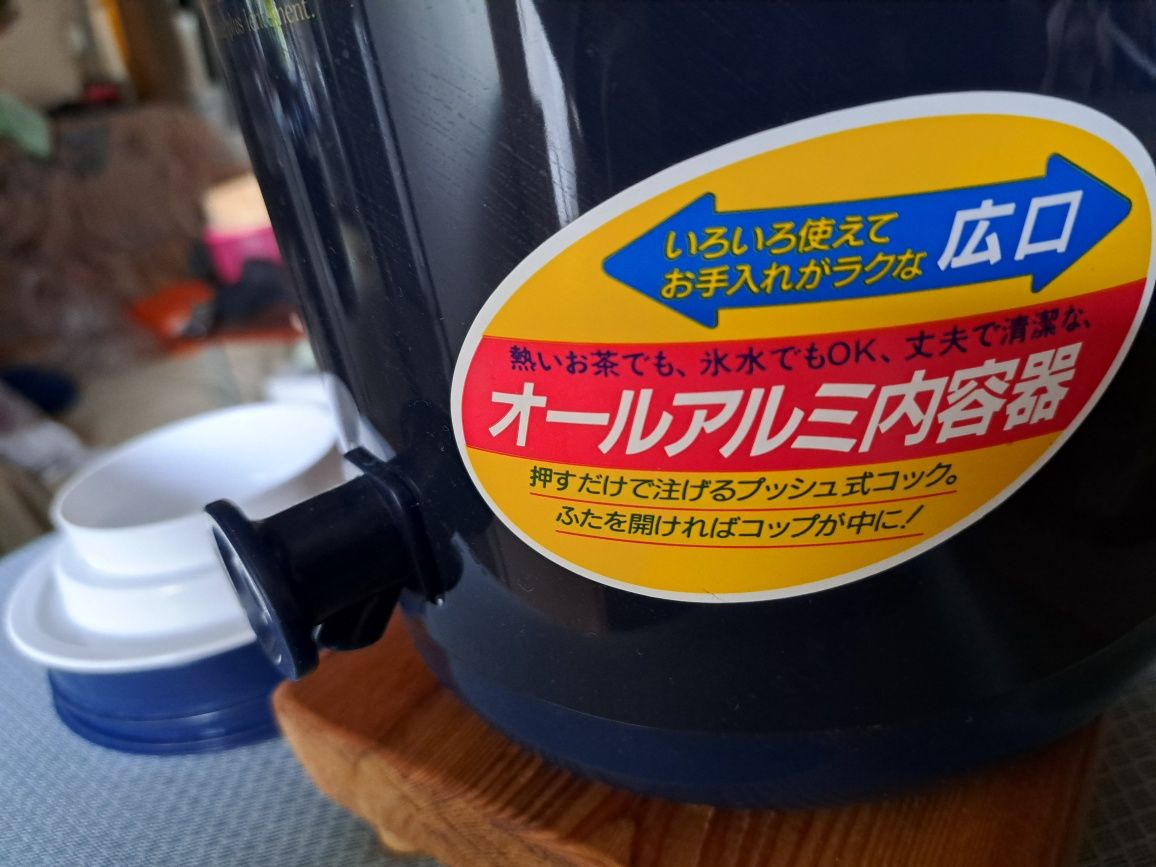 いろいろ使えて
お手入れがラクな
広口
熱いお茶でも、氷水でもOK、丈夫で清潔な、
オールアルミ内容器
押すだけで注げるプッシュ式コック。
ふたを開ければコップが中に!